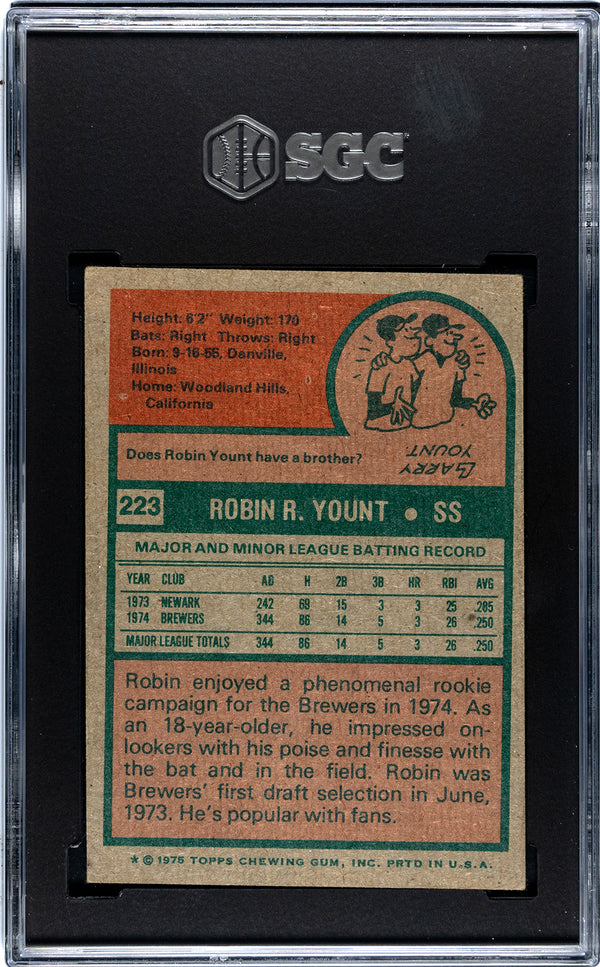 SGC
Height: 6'2" Weight: 170
Bats: Right Throws: Right
Born: 9-16-55, Danville,
Illinois
Home: Woodland Hills,
California
Does Robin Yount have a brother?
LARRY
YOUNT
223 ROBIN R. YOUNT • SS
MAJOR AND MINOR LEAGUE BATTING RECORD
YEAR CLUB AB H 2B 3B HR RBI AVG
1973 NEWARK 242 69 15 3 3 25 .285
1974 BREWERS 344 86 14 5 3 26 .250
MAJOR LEAGUE TOTALS 344 86 14 5 3 26 .250
Robin enjoyed a phenomenal rookie
campaign for the Brewers in 1974. As
an 18-year-older, he impressed on-
lookers with his poise and finesse with
the bat and in the field. Robin was
Brewers' first draft selection in June,
1973. He's popular with fans.
* © 1975 TOPPS CHEWING GUM, INC. PRTD IN U.S.A.